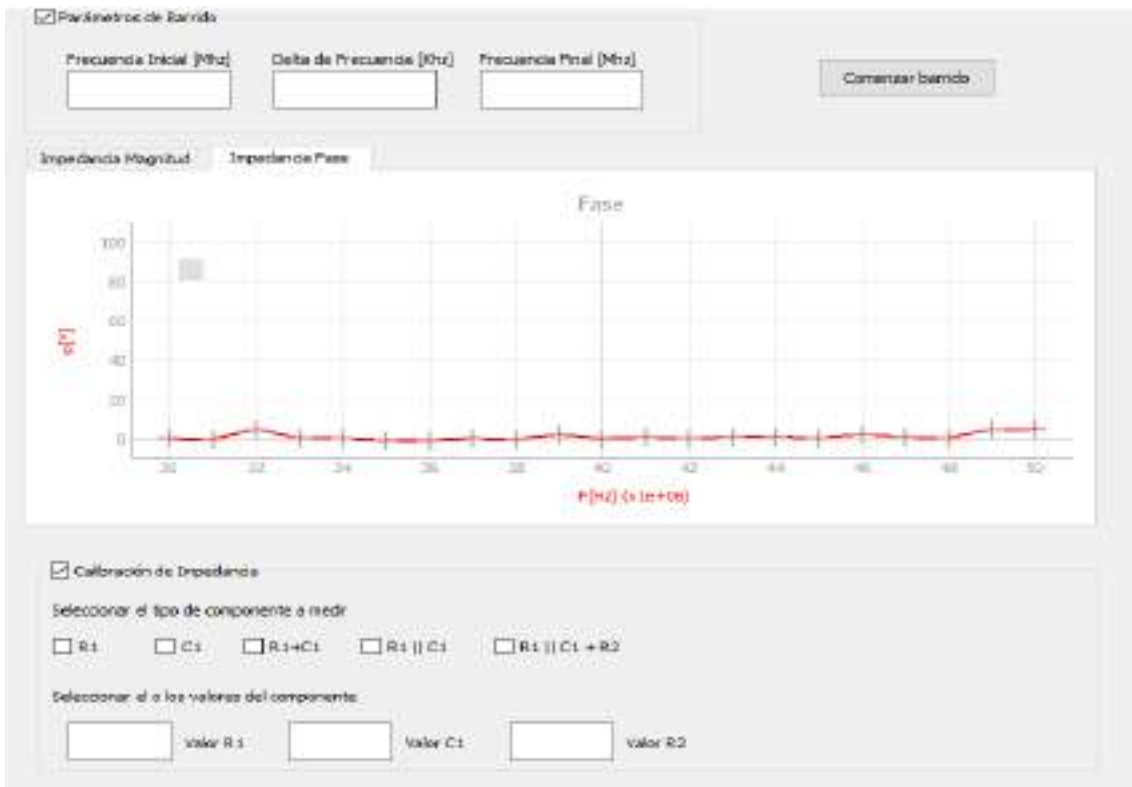 Parámetros de Barrido
Frecuencia Inicial [Mhz] Delta de Frecuencia [Khz] Frecuencia Final [Mhz]
Comenzar barrido
Impedancia Magnitud Impedancia Fase
Fase
100
80
60
40
20
0
30 32 34 36 38 40 42 44 46 48 50
F[Hz] (x1e+06)
Calibración de Impedancia
Seleccionar el tipo de componente a medir
R1 C1 R1+C1 R1 || C1 R1 || C1 + R2
Seleccionar el o los valores del componente
Valor R1 Valor C1 Valor R2